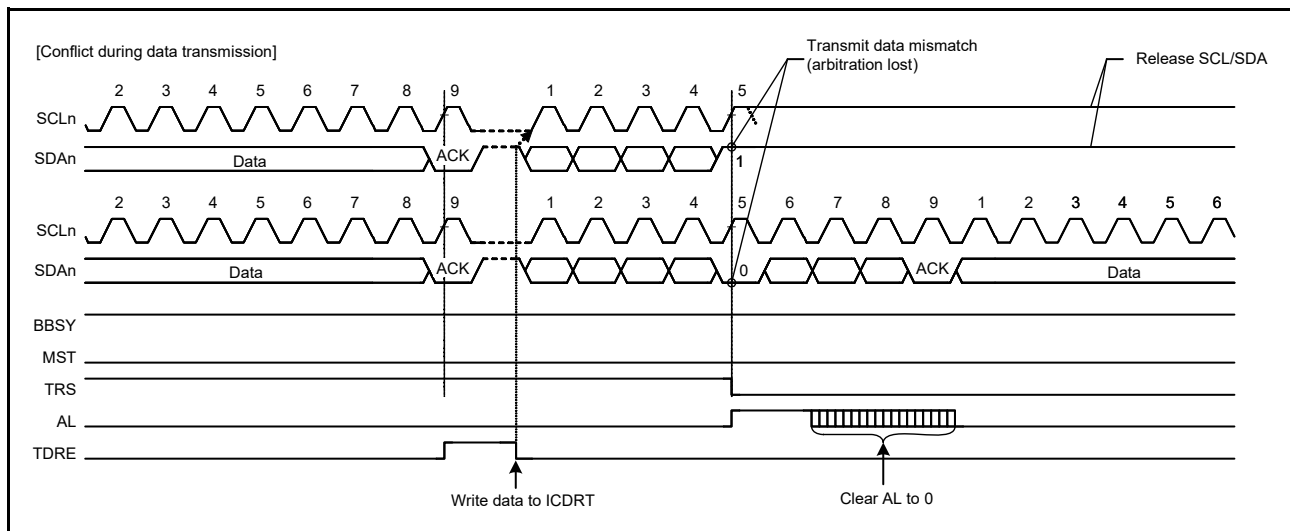 [Conflict during data transmission]
Transmit data mismatch
(arbitration lost)
Release SCL/SDA
2 3 4 5 6 7 8 9 1 2 3 4 5
SCLn
SDAn Data ACK 1
2 3 4 5 6 7 8 9 1 2 3 4 5 6 7 8 9 1 2 3 4 5 6
SCLn
SDAn Data ACK 0 ACK Data
BBSY
MST
TRS
AL
TDRE
Write data to ICDRT Clear AL to 0